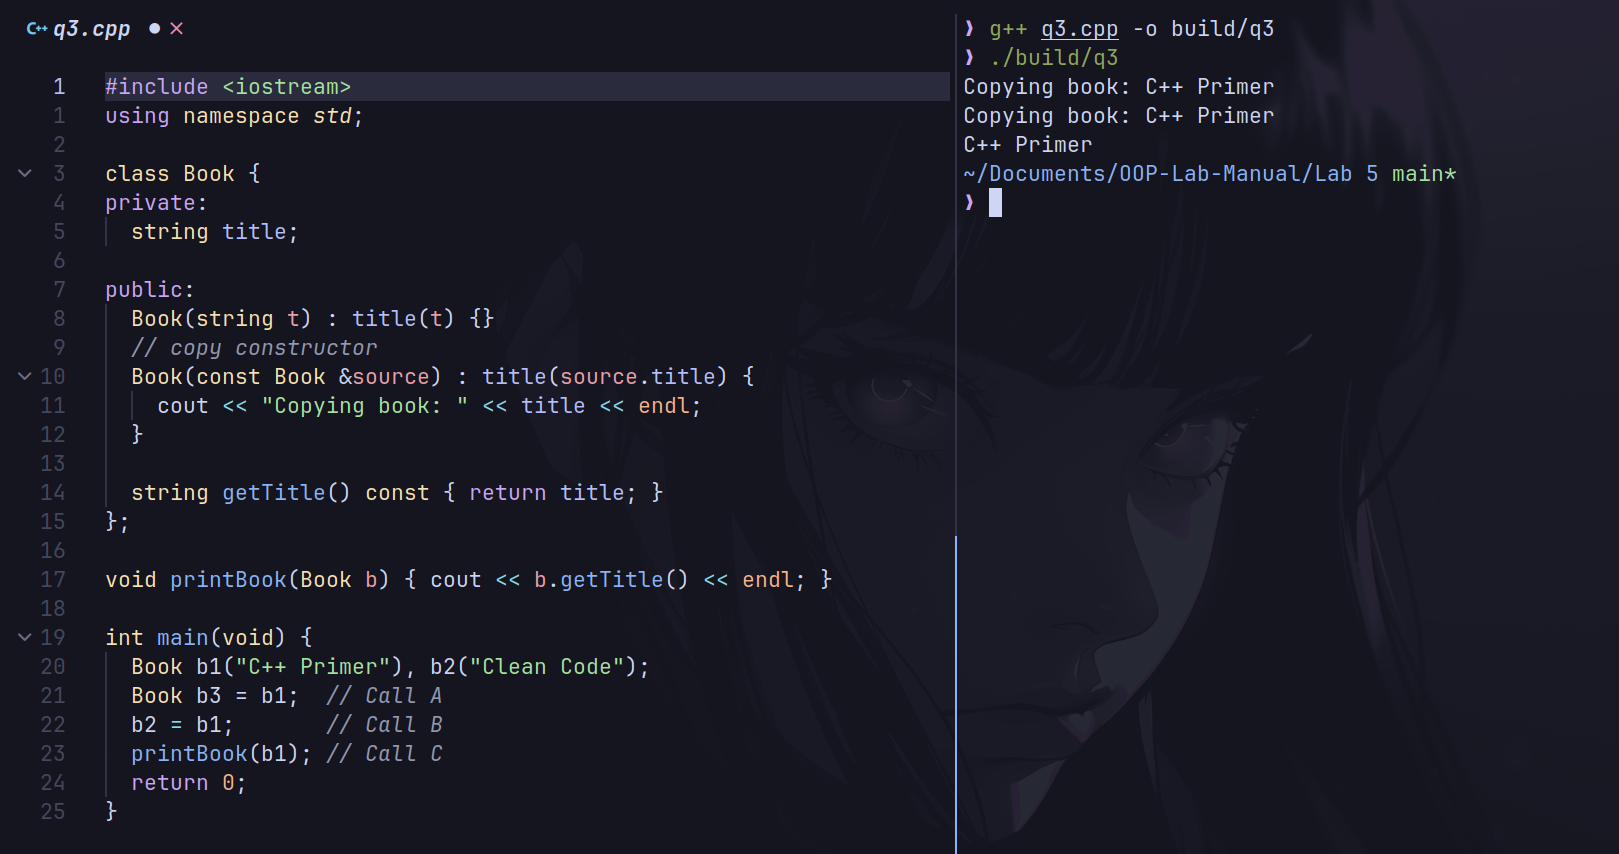 C++ q3.cpp ● ×
1 #include <iostream>
1 using namespace std;
2
3 class Book {
4 private:
5   string title;
6
7 public:
8   Book(string t) : title(t) {}
9   // copy constructor
10   Book(const Book &source) : title(source.title) {
11     cout << "Copying book: " << title << endl;
12   }
13
14   string getTitle() const { return title; }
15 };
16
17 void printBook(Book b) { cout << b.getTitle() << endl; }
18
19 int main(void) {
20   Book b1("C++ Primer"), b2("Clean Code");
21   Book b3 = b1;  // Call A
22   b2 = b1;       // Call B
23   printBook(b1); // Call C
24   return 0;
25 }
❯ g++ q3.cpp -o build/q3
❯ ./build/q3
Copying book: C++ Primer
Copying book: C++ Primer
C++ Primer
~/Documents/OOP-Lab-Manual/Lab 5 main*
❯